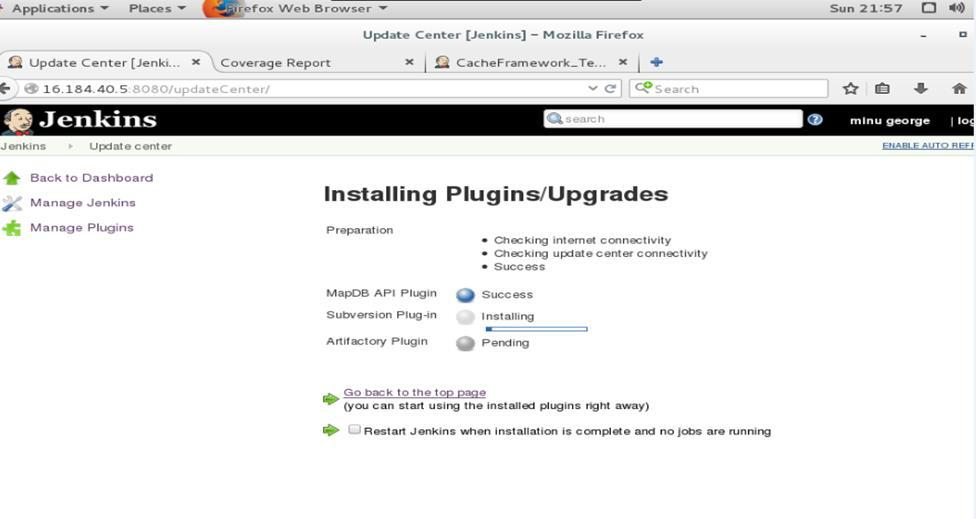 Applications Places Firefox Web Browser Sun 21:57
Update Center [Jenkins] – Mozilla Firefox
Update Center [Jenki... × Coverage Report × CacheFramework_Te... ×
16.184.40.5:8080/updateCenter/ Search
Jenkins search minu george |
Jenkins Update center ENABLE AUTO
Back to Dashboard
Manage Jenkins
Manage Plugins
Installing Plugins/Upgrades
Preparation
• Checking internet connectivity
• Checking update center connectivity
• Success
MapDB API Plugin Success
Subversion Plug-in Installing
Artifactory Plugin Pending
Go back to the top page
(you can start using the installed plugins right away)
Restart Jenkins when installation is complete and no jobs are running